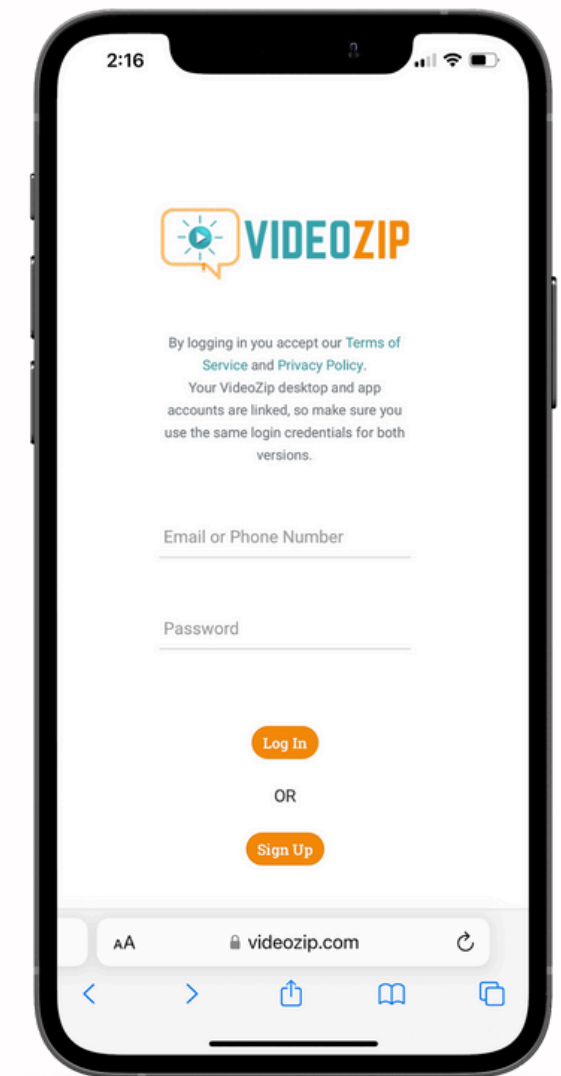 2:16
VIDEOZIP
By logging in you accept our Terms of
Service and Privacy Policy.
Your VideoZip desktop and app
accounts are linked, so make sure you
use the same login credentials for both
versions.
Email or Phone Number
Password
Log In
OR
Sign Up
AA videozip.com